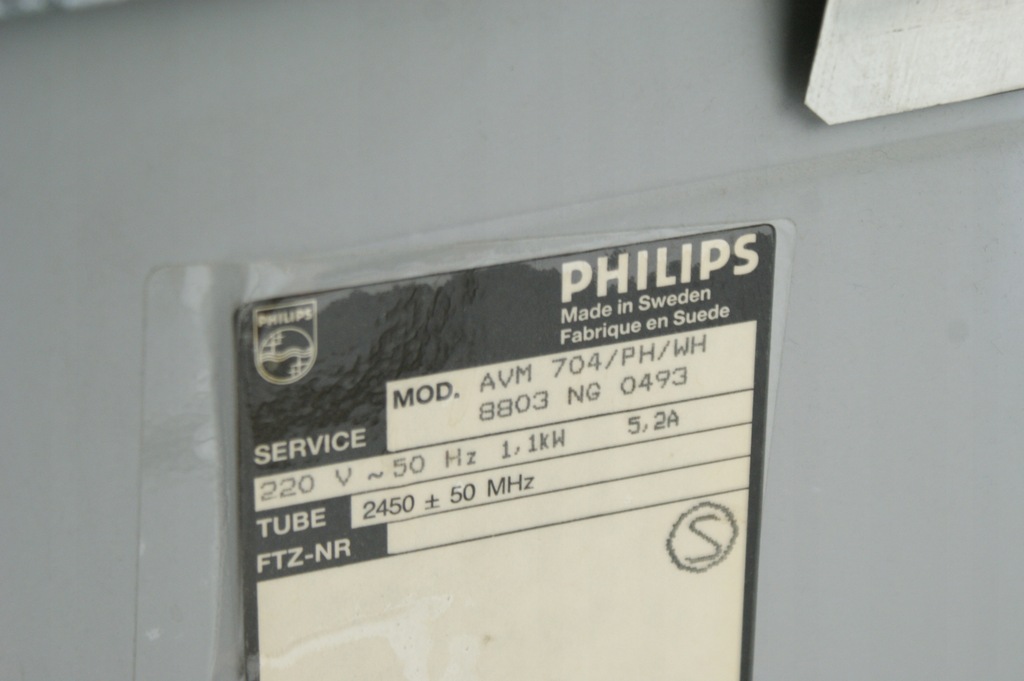 PHILIPS
PHILIPS
Made in Sweden
Fabrique en Suede
MOD. AVM 704/PH/WH
SERVICE 8803 NG 0493
220 V ~ 50 Hz 1,1kW 5,2A
TUBE 2450 ± 50 MHz
FTZ-NR
S